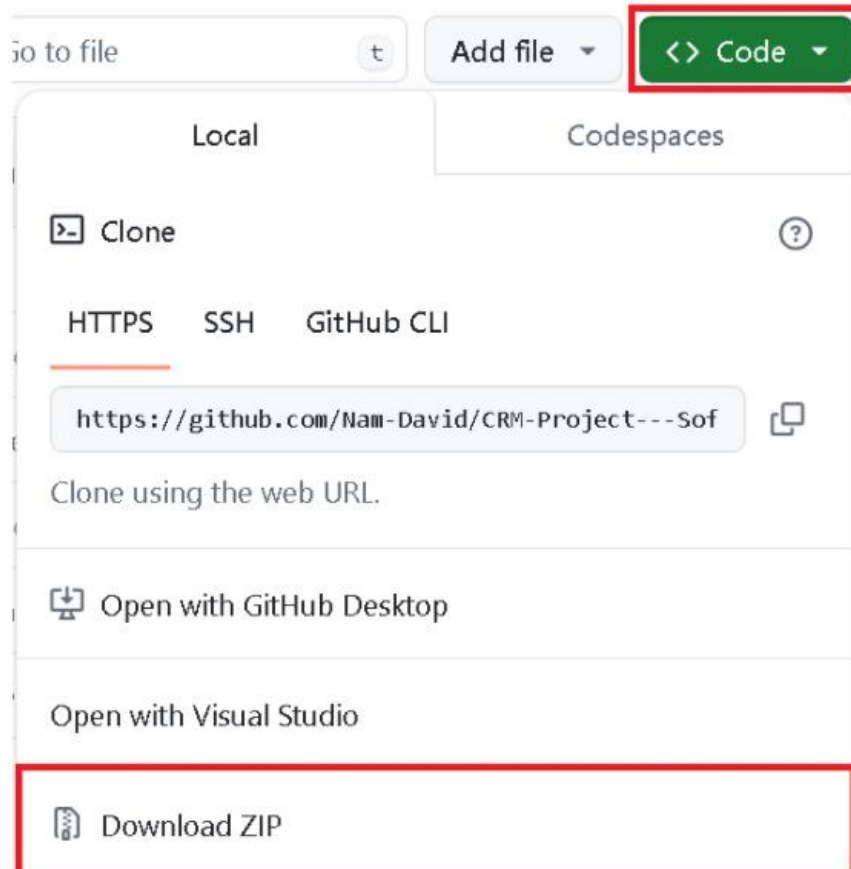 Go to file t Add file <> Code
Local Codespaces
Clone
HTTPS SSH GitHub CLI
https://github.com/Nam-David/CRM-Project---Sof
Clone using the web URL.
Open with GitHub Desktop
Open with Visual Studio
Download ZIP